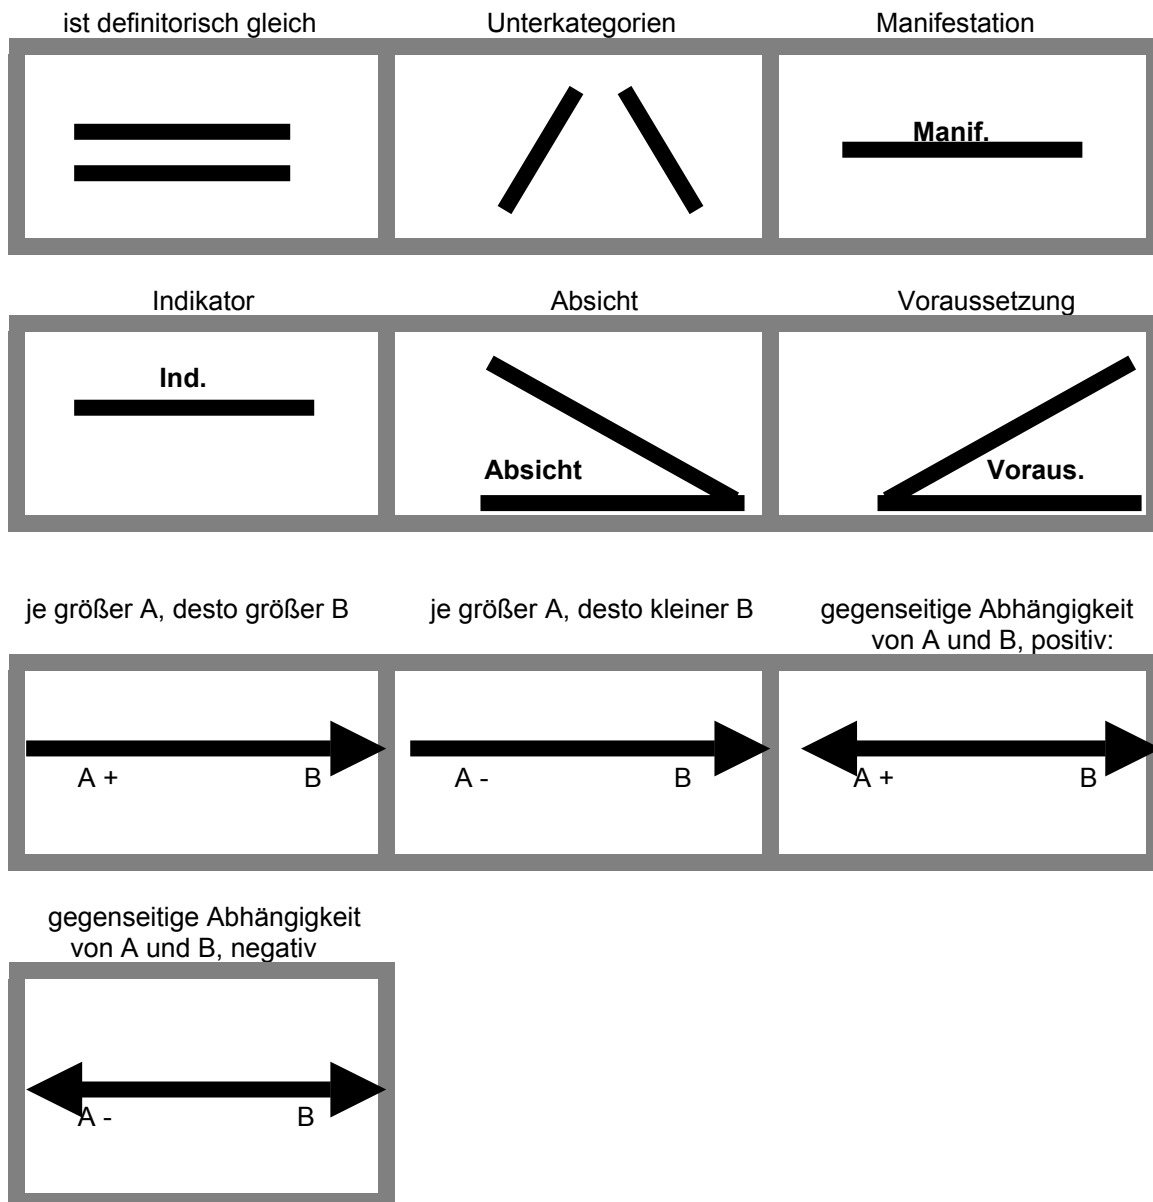 ist definitorisch gleich
Unterkategorien
Manifestation
Manif.
Indikator
Absicht
Voraussetzung
Ind.
Absicht
Voraus.
je größer A, desto größer B
je größer A, desto kleiner B
gegenseitige Abhängigkeit
von A und B, positiv:
A +
B
A -
B
A +
B
gegenseitige Abhängigkeit
von A und B, negativ
A -
B